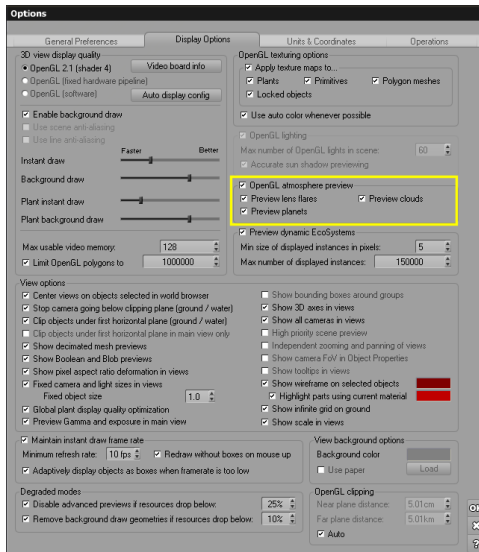 Options
General Preferences
Display Options
Units & Coordinates
Operations
3D view display quality
OpenGL 2.1 (shader 4)
Video board info
OpenGL (fixed hardware pipeline)
OpenGL (software)
Auto display config
Enable background draw
Use scene anti-aliasing
Use line anti-aliasing
Faster
Better
Instant draw
Background draw
Plant instant draw
Plant background draw
Max usable video memory:
128
Limit OpenGL polygons to
1000000
OpenGL texturing options
Apply texture maps to...
Plants
Primitives
Polygon meshes
Locked objects
Use auto color whenever possible
OpenGL lighting
Max number of OpenGL lights in scene:
60
Accurate sun shadow previewing
OpenGL atmosphere preview
Preview lens flares
Preview clouds
Preview planets
Preview dynamic EcoSystems
Min size of displayed instances in pixels:
5
Max number of displayed instances:
150000
View options
Center views on objects selected in world browser
Stop camera going below clipping plane (ground / water)
Clip objects under first horizontal plane (ground / water)
Clip objects under first horizontal plane in main view only
Show decimated mesh previews
Show Boolean and Blob previews
Show pixel aspect ratio deformation in views
Fixed camera and light sizes in views
Fixed object size
1.0
Global plant display quality optimization
Preview Gamma and exposure in main view
Show bounding boxes around groups
Show 3D axes in views
Show all cameras in views
High priority scene preview
Independent zooming and panning of views
Show camera FoV in Object Properties
Show tooltips in views
Show wireframe on selected objects
Highlight parts using current material
Show infinite grid on ground
Show scale in views
Maintain instant draw frame rate
Minimum refresh rate:
10 fps
Redraw without boxes on mouse up
Adaptively display objects as boxes when framerate is too low
View background options
Background color
Use paper
Load
Degraded modes
Disable advanced previews if resources drop below:
25%
Remove background draw geometries if resources drop below:
10%
OpenGL clipping
Near plane distance:
5.01cm
Far plane distance:
5.01km
Auto